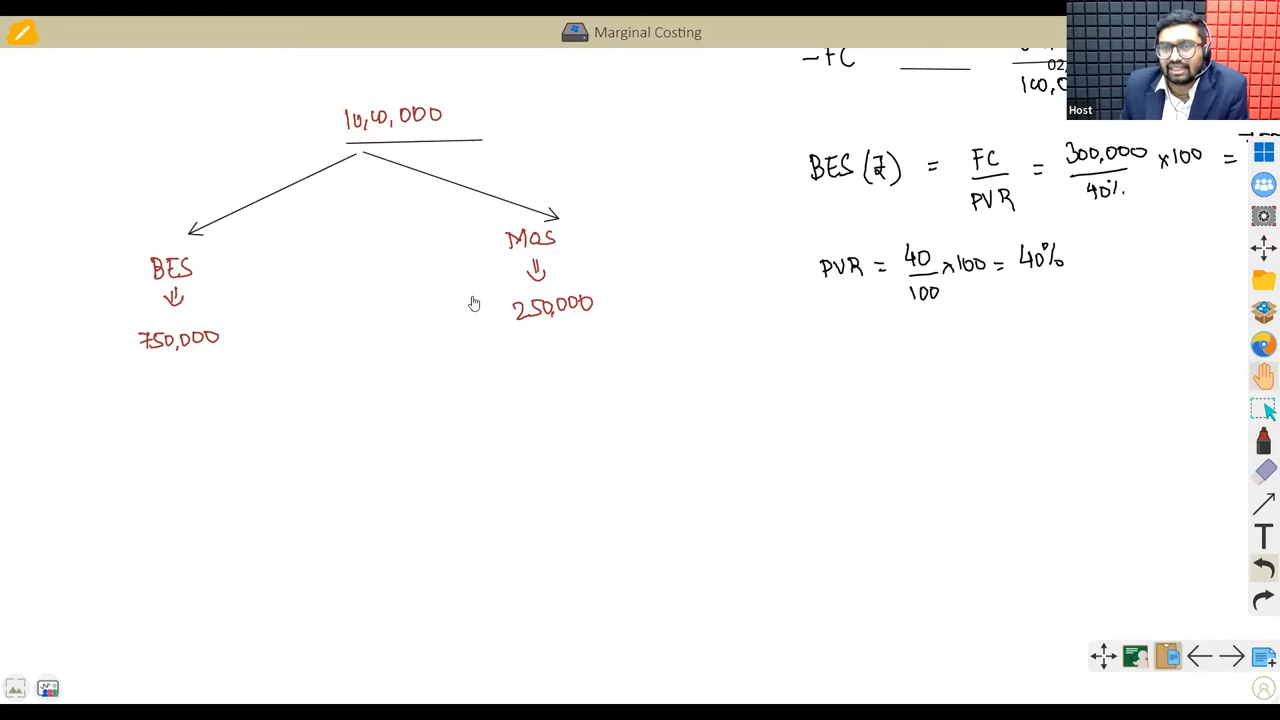 Marginal Costing
Host
- FC
02
100,0
10,00,000
BES (₹) = FC / PVR = 300,000 / 40% × 100 =
PVR = 40 / 100 × 100 = 40%
BES
MOS
750,000
250,000
T